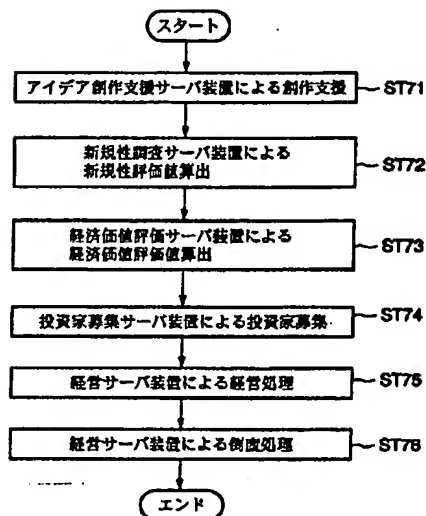 スタート
アイデア創作支援サーバ装置による創作支援
ST71
新規性調査サーバ装置による
新規性評価値算出
ST72
経済価値評価サーバ装置による
経済価値評価値算出
ST73
投資家募集サーバ装置による投資家募集
ST74
経営サーバ装置による経営処理
ST75
経営サーバ装置による倒産処理
ST76
エンド